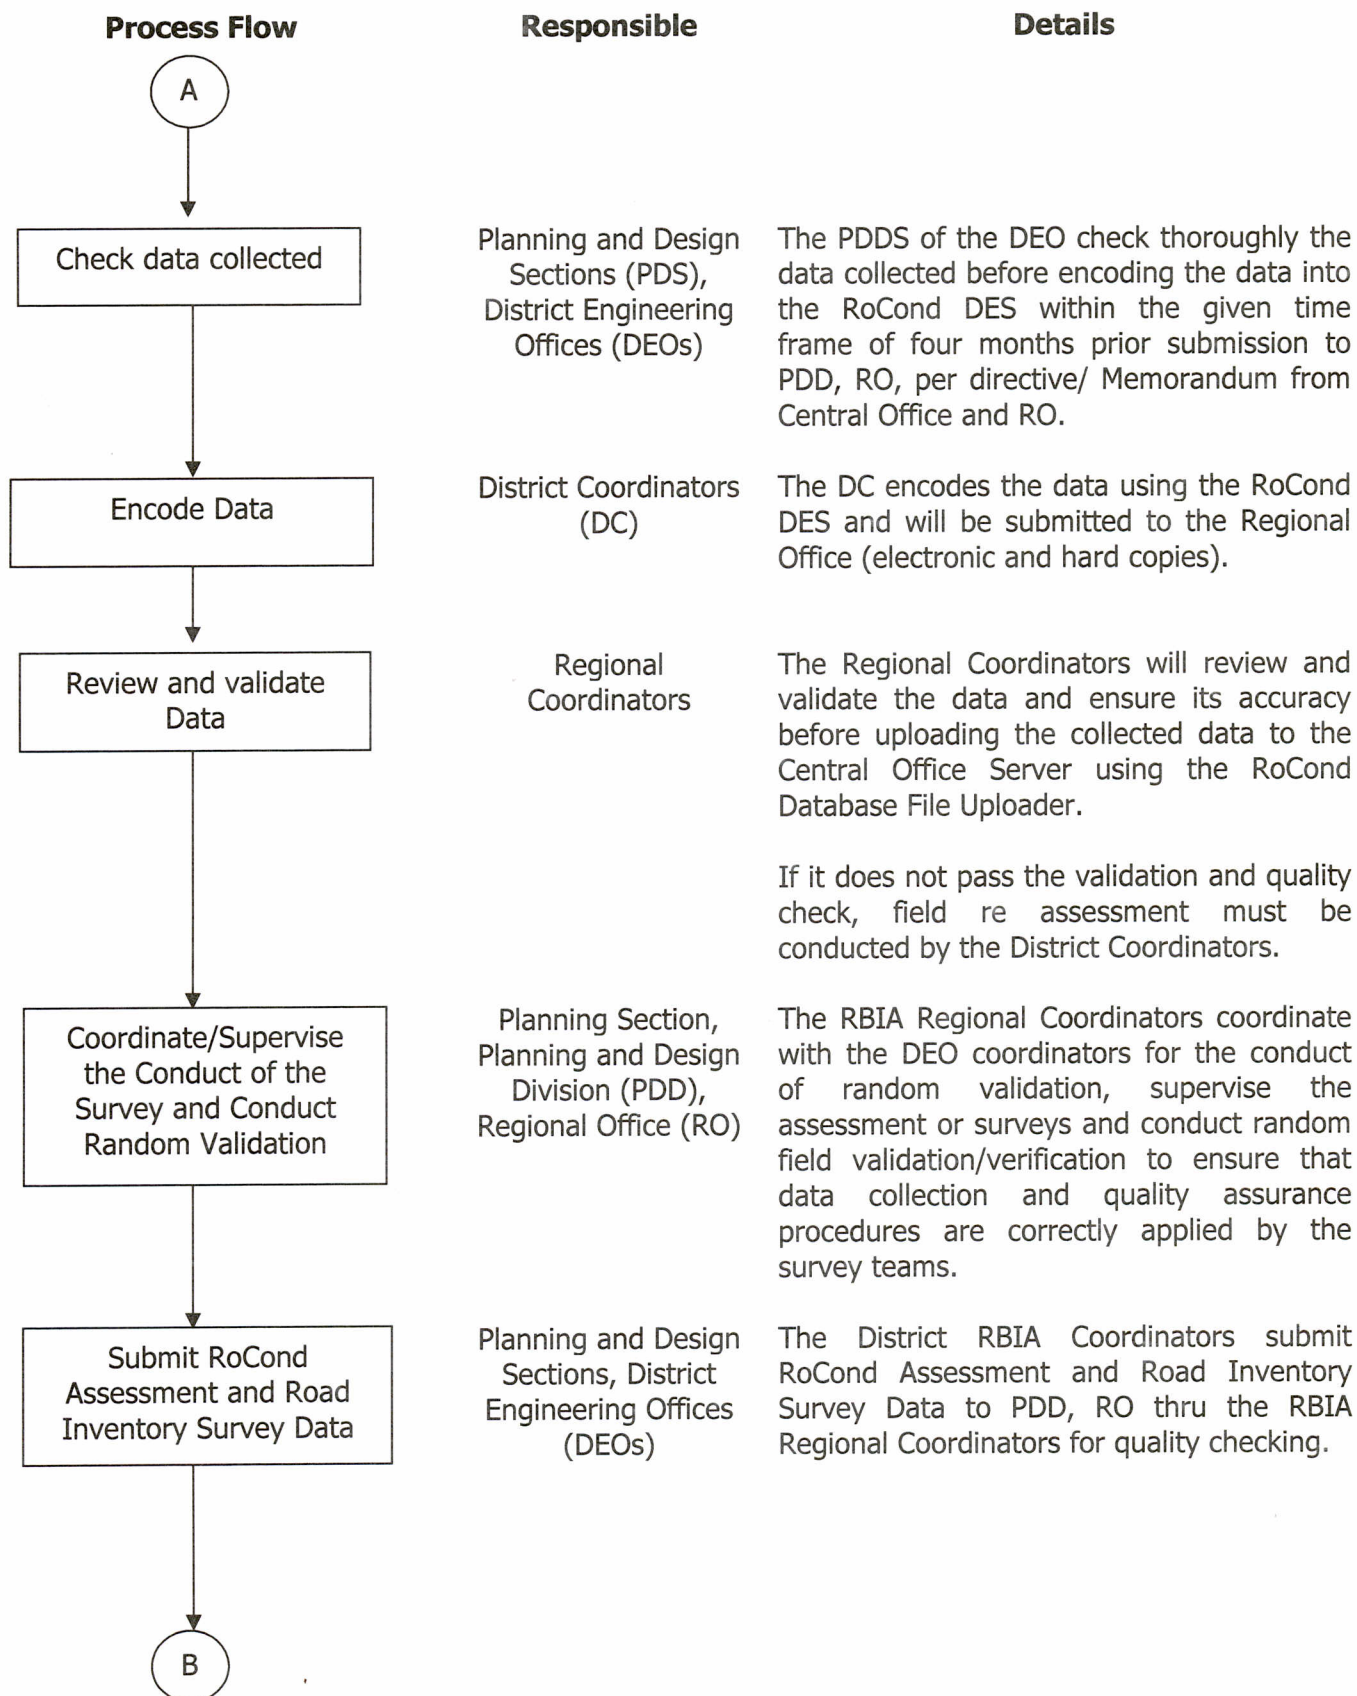 Process Flow
Responsible
Details
A
Check data collected
Planning and Design
Sections (PDS),
District Engineering
Offices (DEOs)
The PDDS of the DEO check thoroughly the
data collected before encoding the data into
the RoCond DES within the given time
frame of four months prior submission to
PDD, RO, per directive/ Memorandum from
Central Office and RO.
Encode Data
District Coordinators
(DC)
The DC encodes the data using the RoCond
DES and will be submitted to the Regional
Office (electronic and hard copies).
Review and validate
Data
Regional
Coordinators
The Regional Coordinators will review and
validate the data and ensure its accuracy
before uploading the collected data to the
Central Office Server using the RoCond
Database File Uploader.
If it does not pass the validation and quality
check, field re assessment must be
conducted by the District Coordinators.
Coordinate/Supervise
the Conduct of the
Survey and Conduct
Random Validation
Planning Section,
Planning and Design
Division (PDD),
Regional Office (RO)
The RBIA Regional Coordinators coordinate
with the DEO coordinators for the conduct
of random validation, supervise the
assessment or surveys and conduct random
field validation/verification to ensure that
data collection and quality assurance
procedures are correctly applied by the
survey teams.
Submit RoCond
Assessment and Road
Inventory Survey Data
Planning and Design
Sections, District
Engineering Offices
(DEOs)
The District RBIA Coordinators submit
RoCond Assessment and Road Inventory
Survey Data to PDD, RO thru the RBIA
Regional Coordinators for quality checking.
B